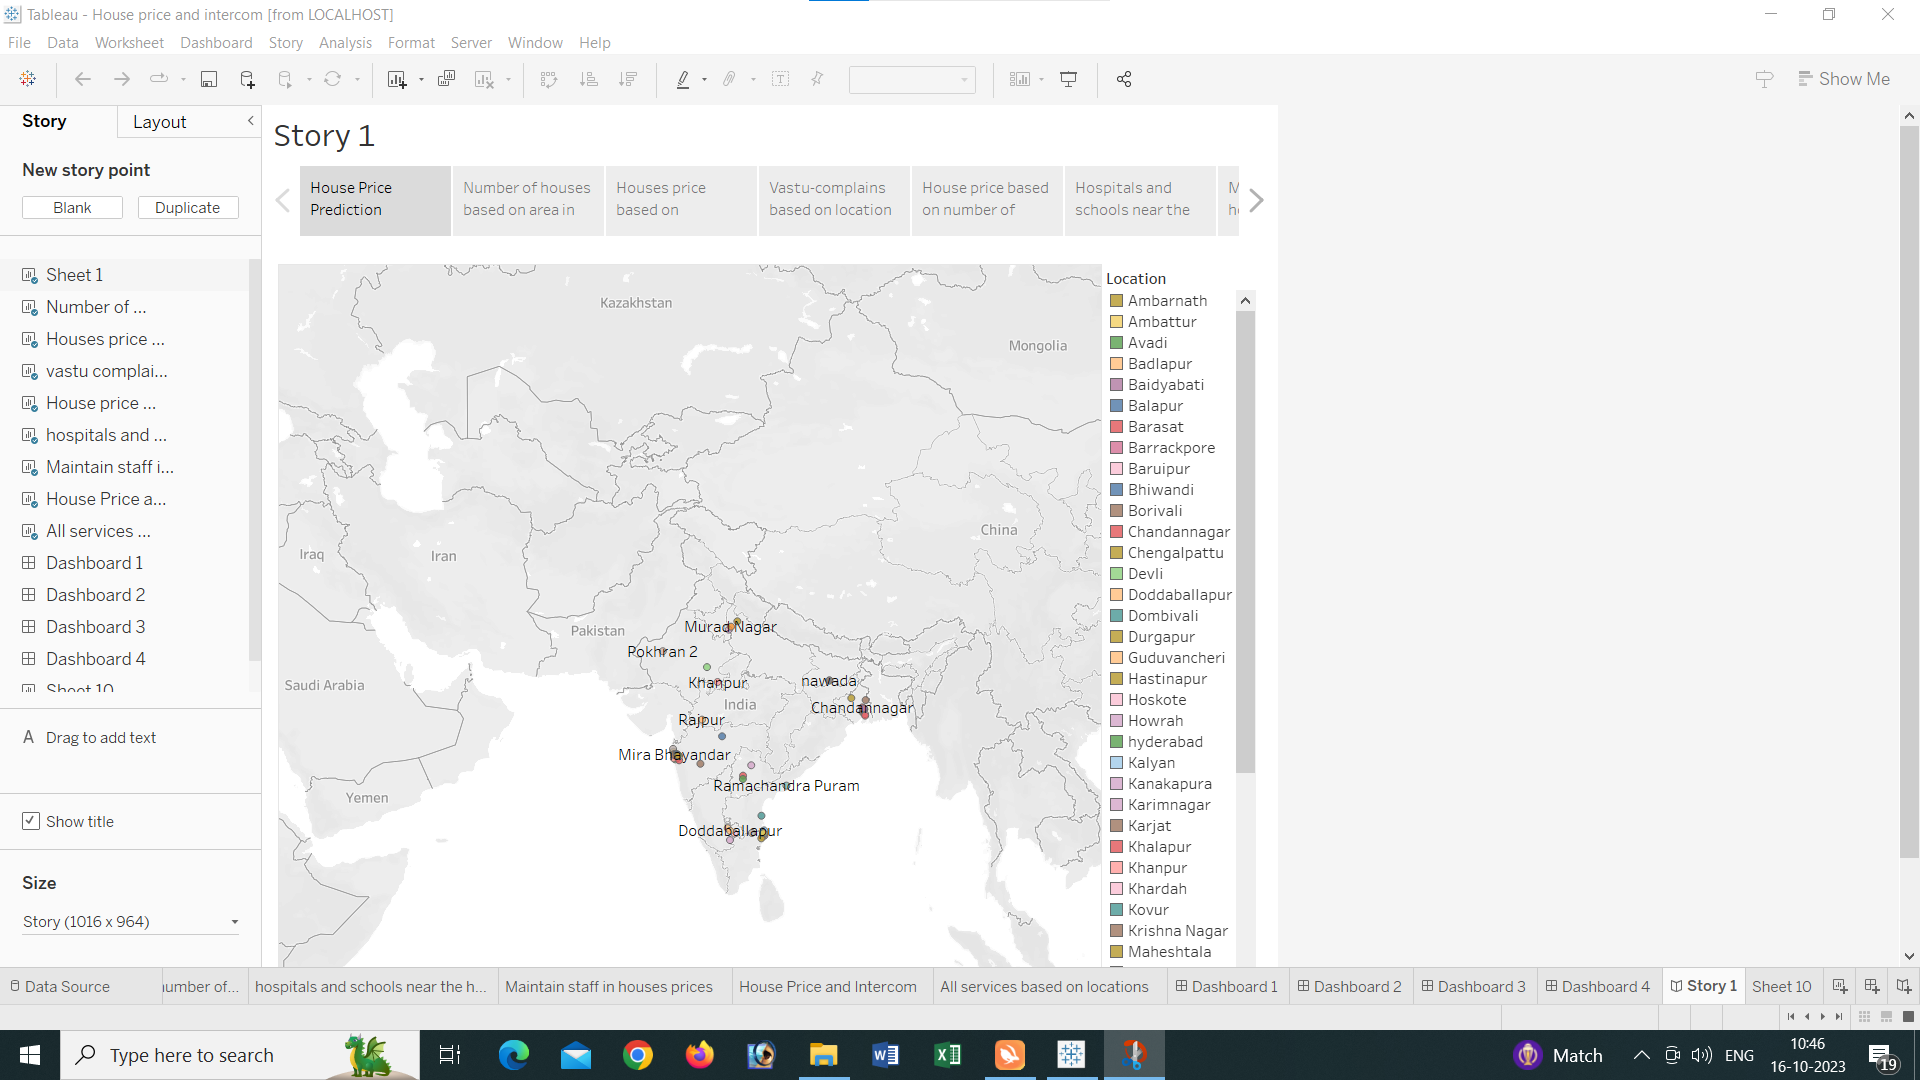 Tableau - House price and intercom [from LOCALHOST]
File Data Worksheet Dashboard Story Analysis Format Server Window Help
Show Me
Story
Layout
New story point
Blank
Duplicate
Sheet 1
Number of ...
Houses price ...
vastu complai...
House price ...
hospitals and ...
Maintain staff i...
House Price a...
All services ...
Dashboard 1
Dashboard 2
Dashboard 3
Dashboard 4
Sheet 10
A Drag to add text
Show title
Size
Story (1016 x 964)
Story 1
House Price
Prediction
Number of houses
based on area in
Houses price
based on
Vastu-complains
based on location
House price based
on number of
Hospitals and
schools near the
Kazakhstan
Mongolia
China
Iraq
Iran
Pakistan
Saudi Arabia
Yemen
India
Murad Nagar
Pokhran 2
Khanpur
nawada
Chandannagar
Rajpur
Mira Bhayandar
Ramachandra Puram
Doddaballapur
Location
Ambarnath
Ambattur
Avadi
Badlapur
Baidyabati
Balapur
Barasat
Barrackpore
Baruipur
Bhiwandi
Borivali
Chandannagar
Chengalpattu
Devli
Doddaballapur
Dombivali
Durgapur
Guduvancheri
Hastinapur
Hoskote
Howrah
hyderabad
Kalyan
Kanakapura
Karimnagar
Karjat
Khalapur
Khanpur
Khardah
Kovur
Krishna Nagar
Maheshtala
Data Source
umber of...
hospitals and schools near the h...
Maintain staff in houses prices
House Price and Intercom
All services based on locations
Dashboard 1
Dashboard 2
Dashboard 3
Dashboard 4
Story 1
Sheet 10
Type here to search
Match
ENG
10:46
16-10-2023
19